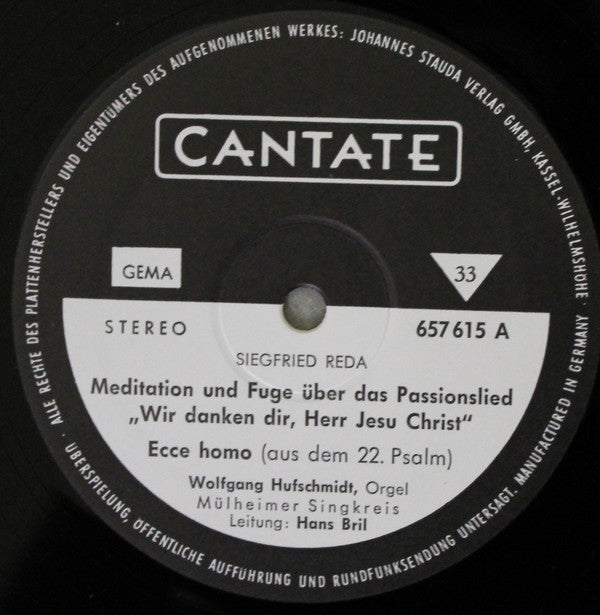 ALLE RECHTE DES PLATTENHERSTELLERS UND EIGENTÜMERS DES AUFGENOMMENEN WERKES: JOHANNES STAUDA VERLAG GMBH, KASSEL-WILHELMSHÖHE · MANUFACTURED IN GERMANY
CANTATE
GEMA
33
STEREO
657 615 A
SIEGFRIED REDA
Meditation und Fuge über das Passionslied
„Wir danken dir, Herr Jesu Christ“
Ecce homo (aus dem 22. Psalm)
Wolfgang Hufschmidt, Orgel
Mülheimer Singkreis
Leitung: Hans Bril
ÜBERSPIELUNG, ÖFFENTLICHE AUFFÜHRUNG UND RUNDFUNKSENDUNG UNTERSAGT.